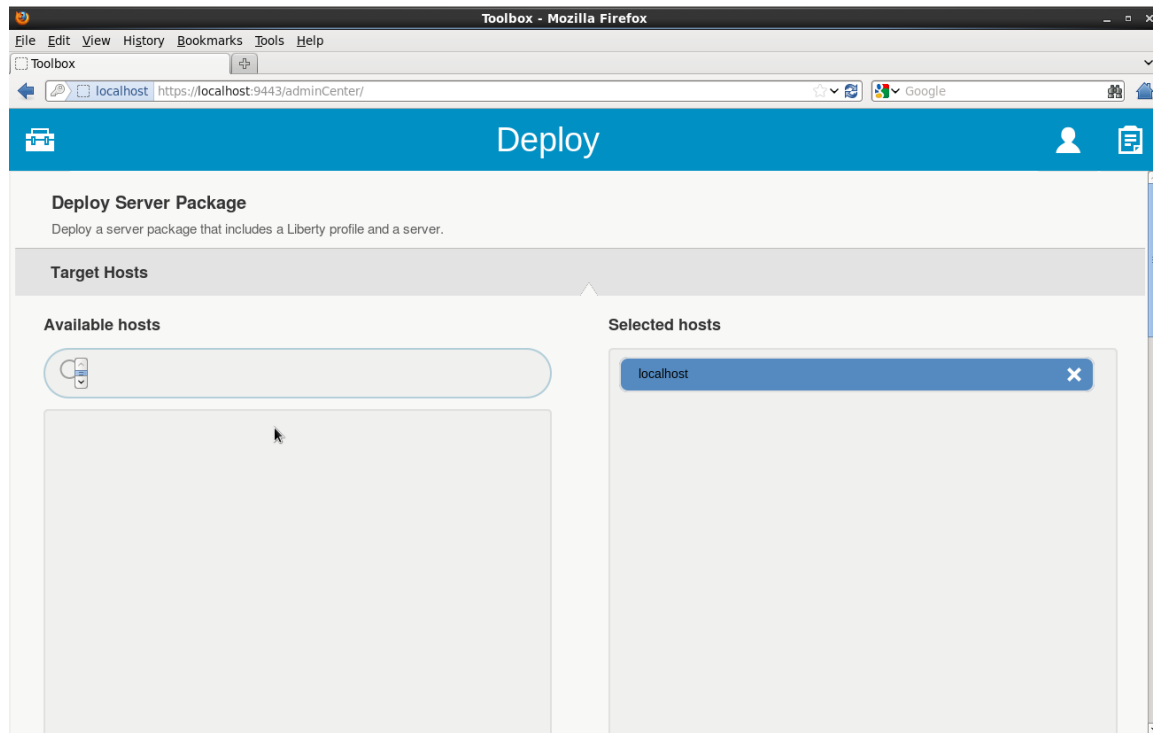 Toolbox - Mozilla Firefox
File Edit View History Bookmarks Tools Help
Toolbox
localhost https://localhost:9443/adminCenter/ Google
Deploy
Deploy Server Package
Deploy a server package that includes a Liberty profile and a server.
Target Hosts
Available hosts
Selected hosts
localhost